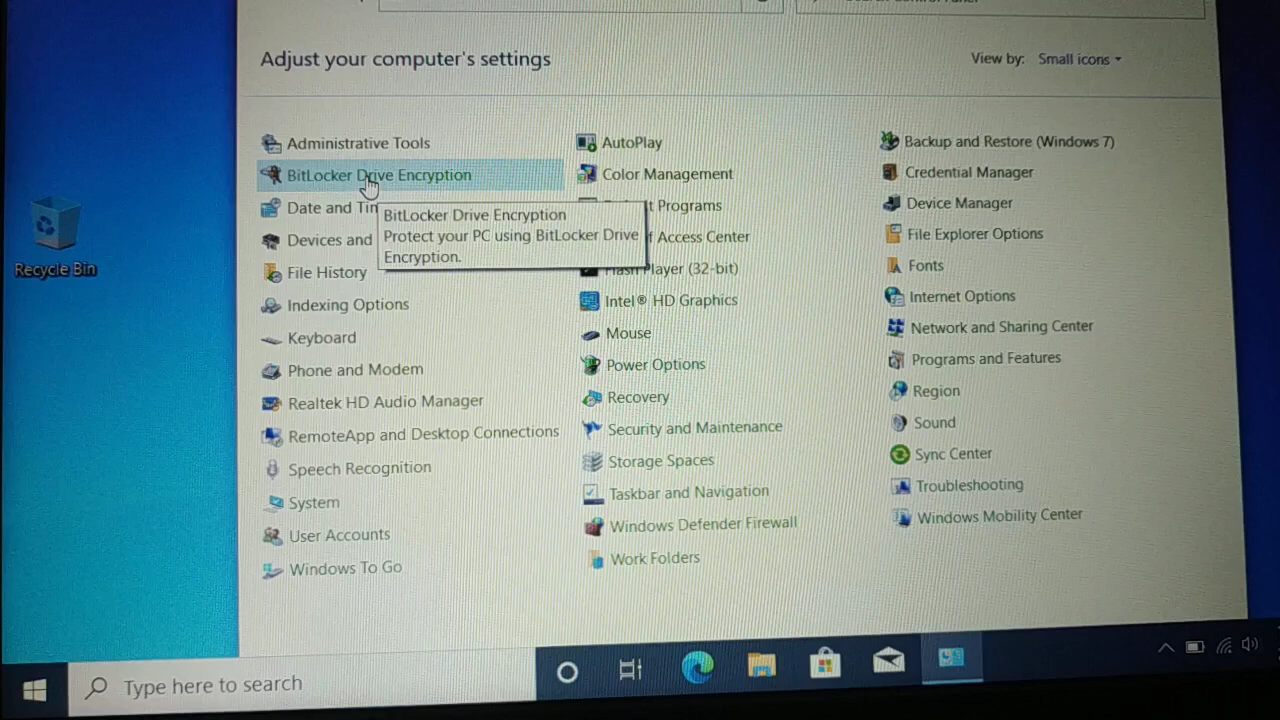 Adjust your computer's settings
View by: Small icons
Administrative Tools
BitLocker Drive Encryption
Date and
Devices and
File History
Indexing Options
Keyboard
Phone and Modem
Realtek HD Audio Manager
RemoteApp and Desktop Connections
Speech Recognition
System
User Accounts
Windows To Go
BitLocker Drive Encryption
Protect your PC using BitLocker Drive
Encryption.
AutoPlay
Color Management
Programs
Access Center
Flash Player (32-bit)
Intel® HD Graphics
Mouse
Power Options
Recovery
Security and Maintenance
Storage Spaces
Taskbar and Navigation
Windows Defender Firewall
Work Folders
Backup and Restore (Windows 7)
Credential Manager
Device Manager
File Explorer Options
Fonts
Internet Options
Network and Sharing Center
Programs and Features
Region
Sound
Sync Center
Troubleshooting
Windows Mobility Center
Recycle Bin
Type here to search